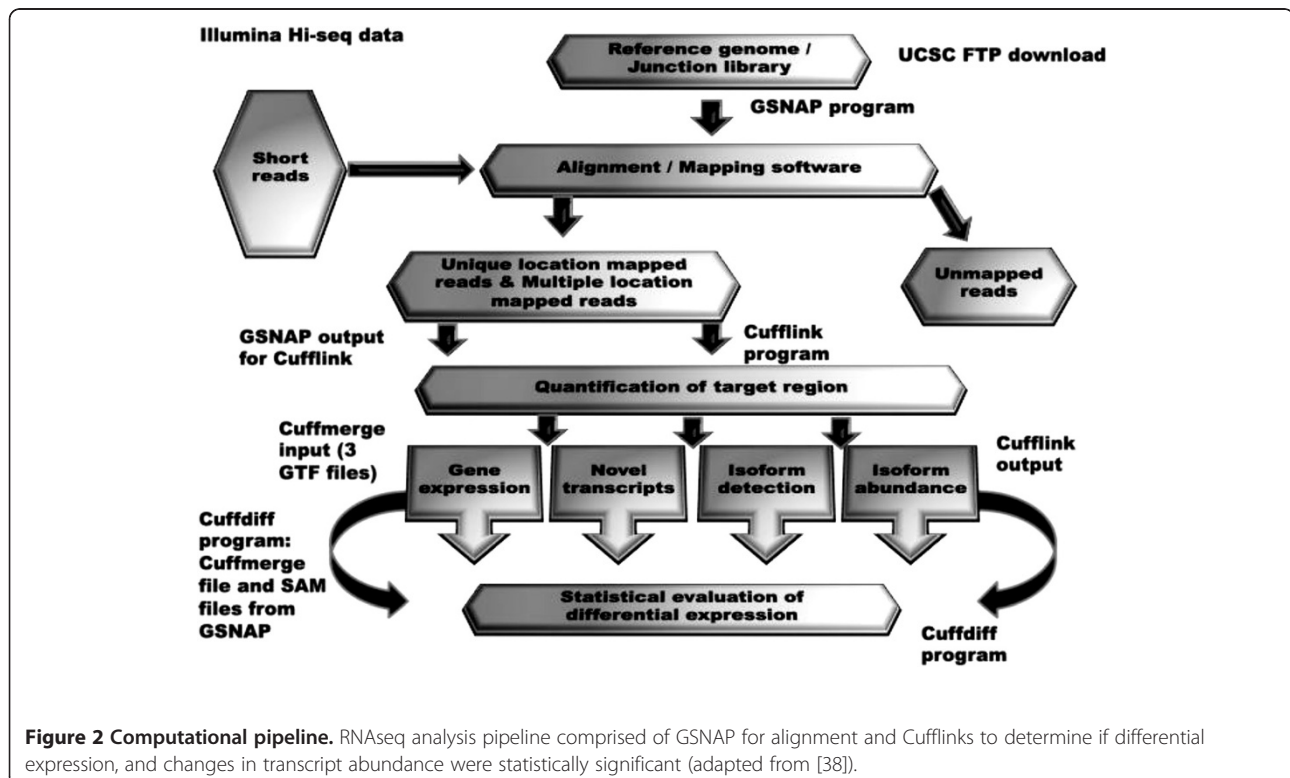 Illumina Hi-seq data
Reference genome /
Junction library
UCSC FTP download
GSNAP program
Short
reads
Alignment / Mapping software
Unique location mapped
reads & Multiple location
mapped reads
Unmapped
reads
GSNAP output
for Cufflink
Cufflink
program
Quantification of target region
Cuffmerge
input (3
GTF files)
Gene
expression
Novel
transcripts
Isoform
detection
Isoform
abundance
Cufflink
output
Cuffdiff
program:
Cuffmerge
file and SAM
files from
GSNAP
Statistical evaluation of
differential expression
Cuffdiff
program
Figure 2 Computational pipeline. RNAseq analysis pipeline comprised of GSNAP for alignment and Cufflinks to determine if differential
expression, and changes in transcript abundance were statistically significant (adapted from [38]).